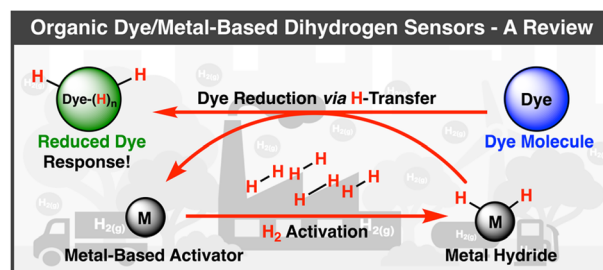 Organic Dye/Metal-Based Dihydrogen Sensors - A Review
H H
Dye-(H)n
Dye Reduction via H-Transfer
Dye
Reduced Dye
Response!
Dye Molecule
H H
H H
H H
H H
H H
M
H2(g)
H2(g)
M
H2 Activation
Metal-Based Activator
Metal Hydride